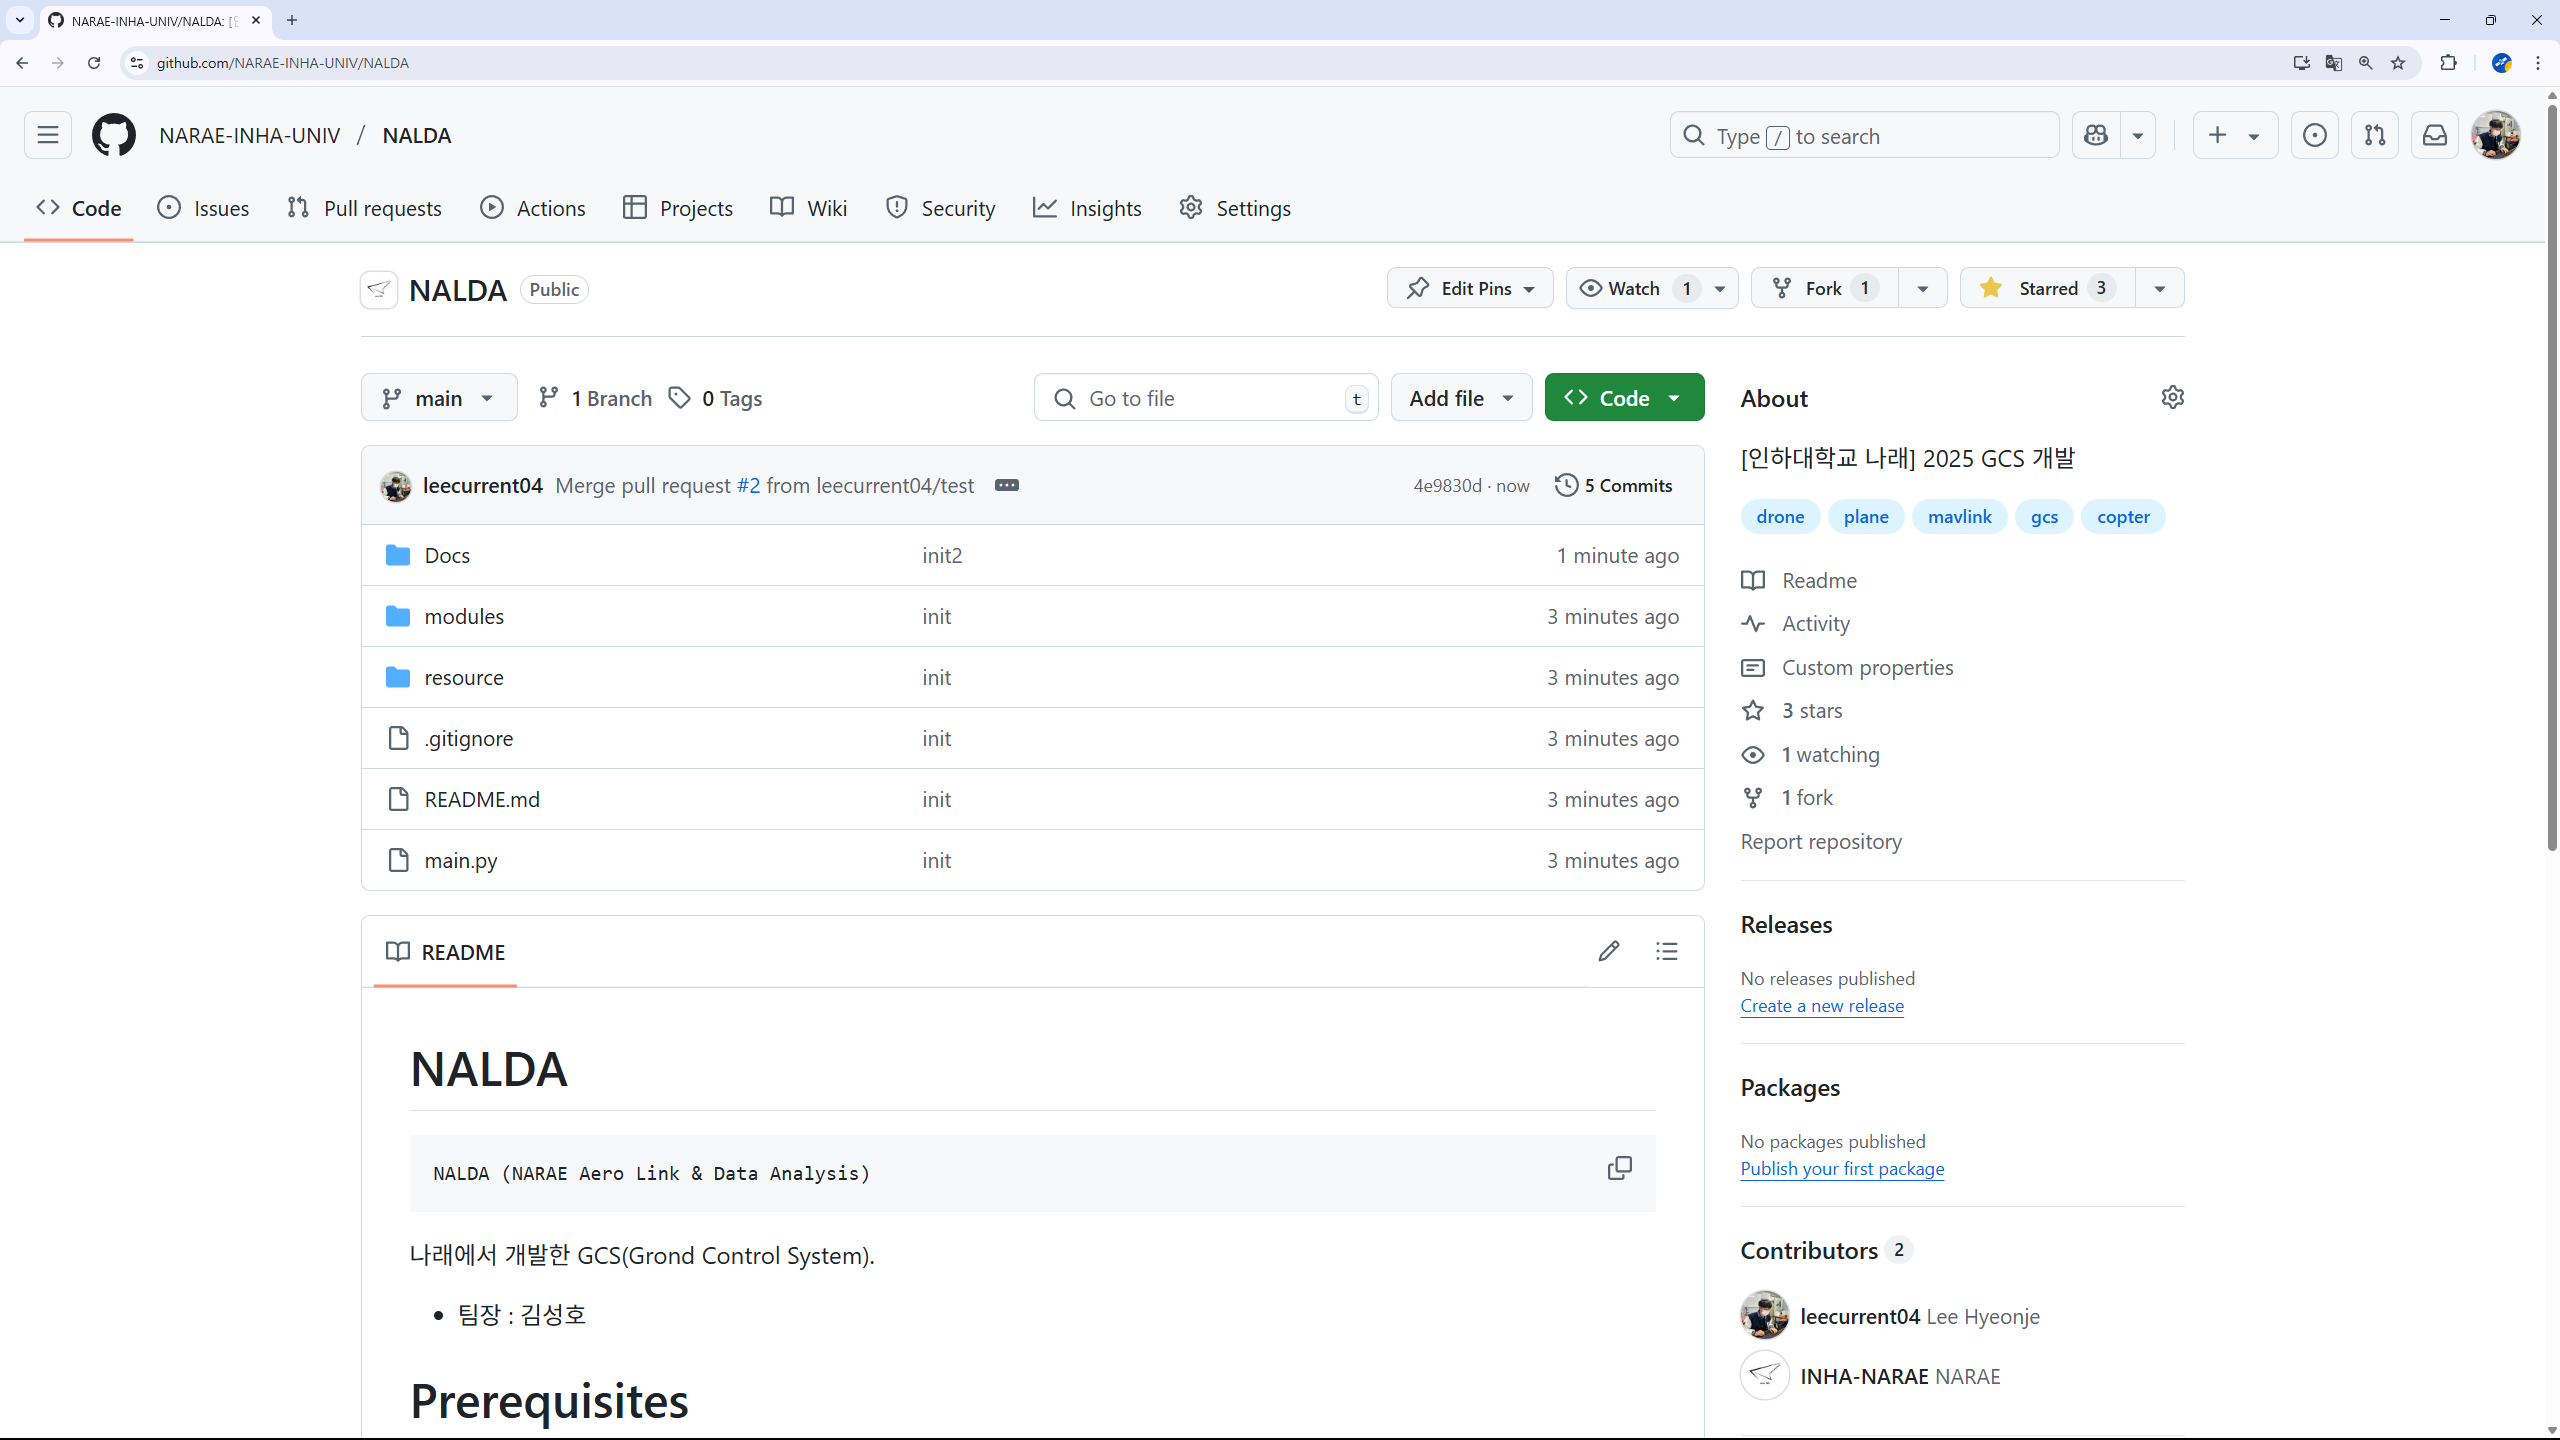 NARAE-INHA-UNIV/NALDA: [
github.com/NARAE-INHA-UNIV/NALDA
NARAE-INHA-UNIV / NALDA
Type / to search
Code
Issues
Pull requests
Actions
Projects
Wiki
Security
Insights
Settings
NALDA Public
Edit Pins
Watch 1
Fork 1
Starred 3
main
1 Branch
0 Tags
Go to file t
Add file
Code
leecurrent04 Merge pull request #2 from leecurrent04/test
4e9830d · now
5 Commits
Docs init2 1 minute ago
modules init 3 minutes ago
resource init 3 minutes ago
.gitignore init 3 minutes ago
README.md init 3 minutes ago
main.py init 3 minutes ago
README
NALDA
NALDA (NARAE Aero Link & Data Analysis)
나래에서 개발한 GCS(Grond Control System).
팀장 : 김성호
Prerequisites
About
[인하대학교 나래] 2025 GCS 개발
drone plane mavlink gcs copter
Readme
Activity
Custom properties
3 stars
1 watching
1 fork
Report repository
Releases
No releases published
Create a new release
Packages
No packages published
Publish your first package
Contributors 2
leecurrent04 Lee Hyeonje
INHA-NARAE NARAE